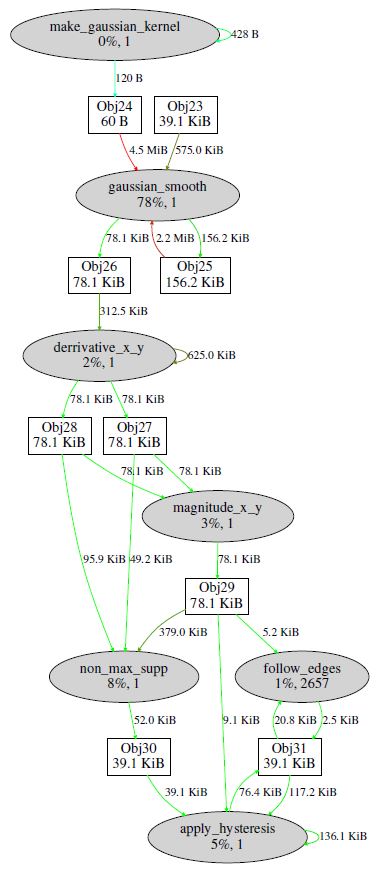 make_gaussian_kernel
0%, 1
428 B
120 B
Obj24
60 B
Obj23
39.1 KiB
4.5 MiB
575.0 KiB
gaussian_smooth
78%, 1
78.1 KiB
2.2 MiB
156.2 KiB
Obj26
78.1 KiB
Obj25
156.2 KiB
312.5 KiB
derrivative_x_y
2%, 1
625.0 KiB
78.1 KiB
78.1 KiB
Obj28
78.1 KiB
Obj27
78.1 KiB
78.1 KiB
78.1 KiB
magnitude_x_y
3%, 1
95.9 KiB
49.2 KiB
78.1 KiB
Obj29
78.1 KiB
379.0 KiB
5.2 KiB
non_max_supp
8%, 1
follow_edges
1%, 2657
52.0 KiB
9.1 KiB
20.8 KiB
2.5 KiB
Obj30
39.1 KiB
Obj31
39.1 KiB
39.1 KiB
76.4 KiB
117.2 KiB
apply_hysteresis
5%, 1
136.1 KiB